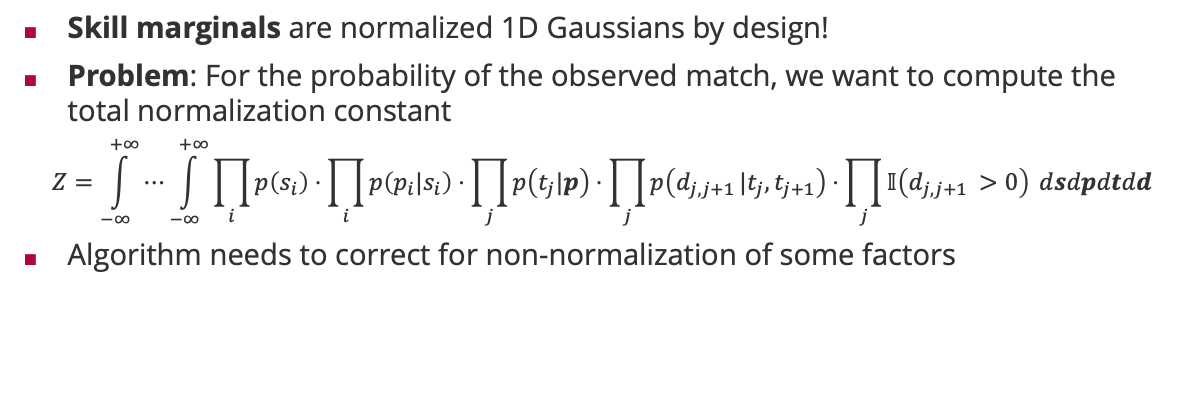 ▪ Skill marginals are normalized 1D Gaussians by design!
▪ Problem: For the probability of the observed match, we want to compute the
total normalization constant
Z = ∫_{−∞}^{+∞} ⋯ ∫_{−∞}^{+∞} ∏_i p(s_i) · ∏_i p(p_i|s_i) · ∏_j p(t_j|𝒑) · ∏_j p(d_{j,j+1} |t_j, t_{j+1}) · ∏_j 𝕀(d_{j,j+1} > 0) d𝒔d𝒑d𝒕d𝒅
▪ Algorithm needs to correct for non-normalization of some factors